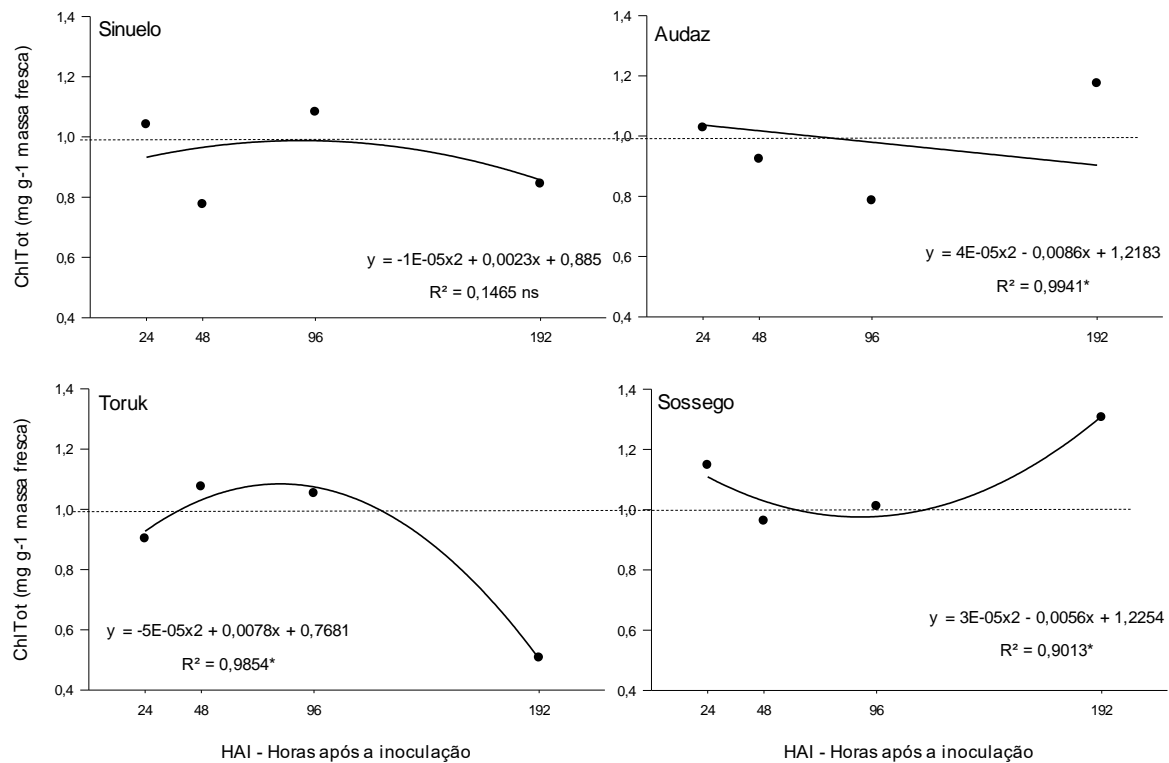 Sinuelo
ChlTot (mg g-1 massa fresca)
1,4
1,2
1,0
0,8
0,6
0,4
y = -1E-05x2 + 0,0023x + 0,885
R² = 0,1465 ns
24 48 96 192
Audaz
1,4
1,2
1,0
0,8
0,6
0,4
y = 4E-05x2 - 0,0086x + 1,2183
R² = 0,9941*
24 48 96 192
Toruk
ChlTot (mg g-1 massa fresca)
1,4
1,2
1,0
0,8
0,6
0,4
y = -5E-05x2 + 0,0078x + 0,7681
R² = 0,9854*
24 48 96 192
HAI - Horas após a inoculação
Sossego
1,4
1,2
1,0
0,8
0,6
0,4
y = 3E-05x2 - 0,0056x + 1,2254
R² = 0,9013*
24 48 96 192
HAI - Horas após a inoculação